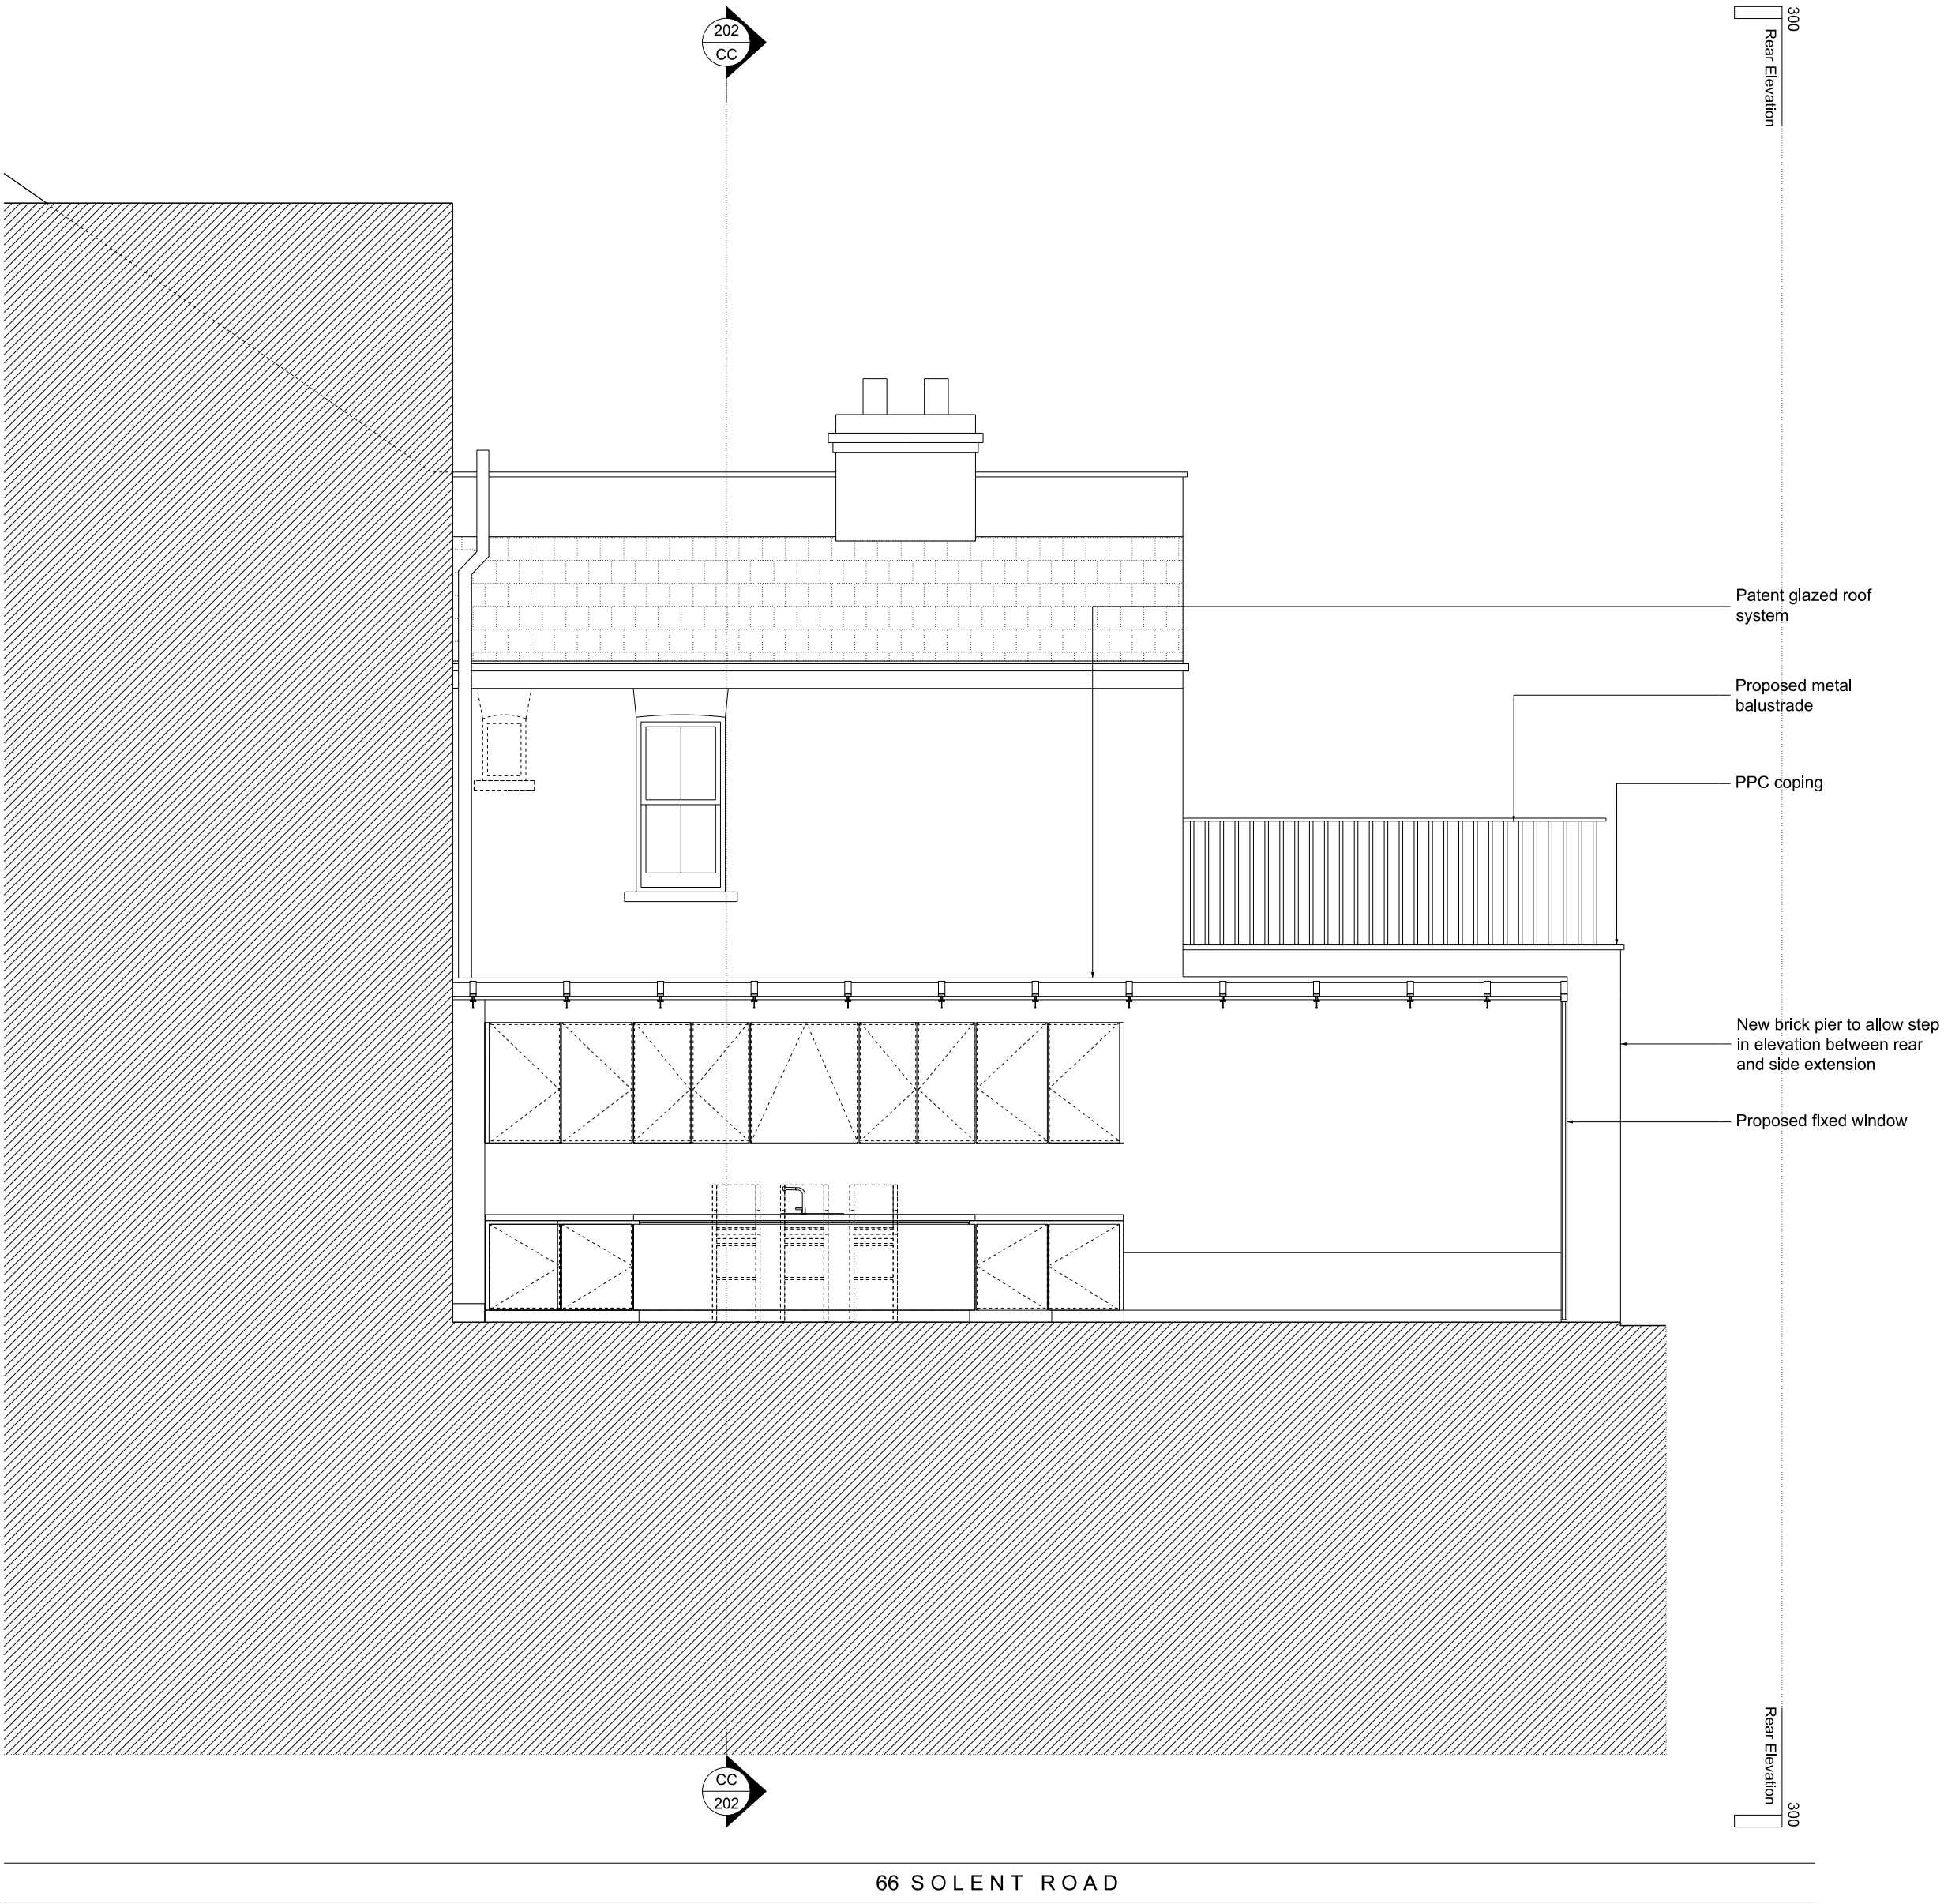 202
CC
300
Rear Elevation
Patent glazed roof
system
Proposed metal
balustrade
PPC coping
New brick pier to allow step
in elevation between rear
and side extension
Proposed fixed window
CC
202
Rear Elevation
300
66 SOLENT ROAD